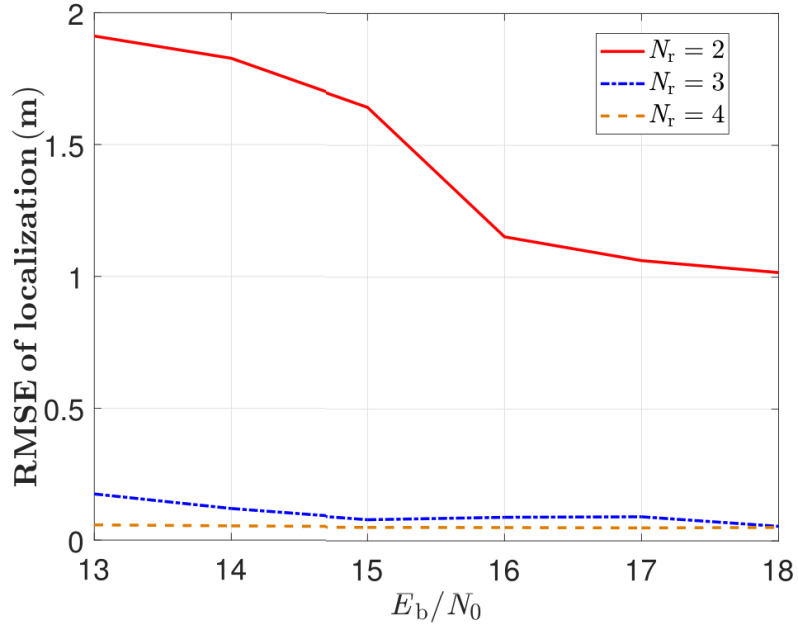 2
1.5
1
0.5
0
RMSE of localization (m)
N_r = 2
N_r = 3
N_r = 4
13 14 15 16 17 18
E_b/N_0